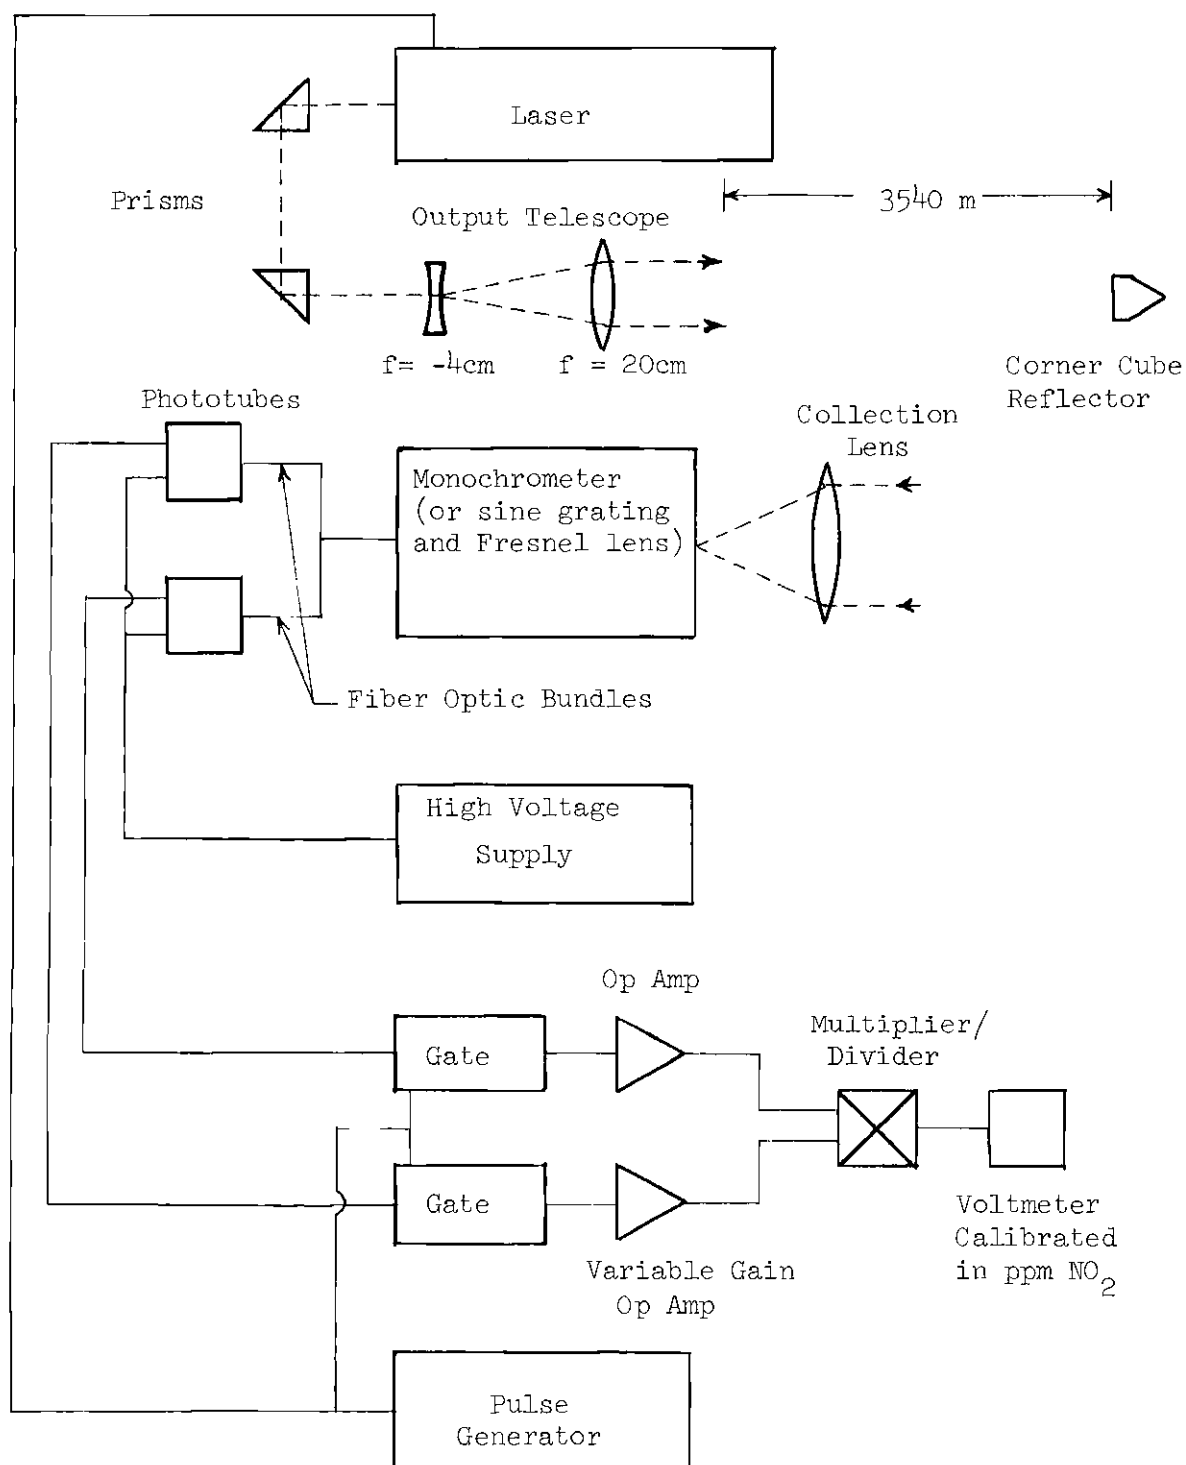 Laser
Prisms
3540 m
Output Telescope
f= -4cm
f = 20cm
Corner Cube
Reflector
Phototubes
Collection
Lens
Monochrometer
(or sine grating
and Fresnel lens)
Fiber Optic Bundles
High Voltage
Supply
Op Amp
Multiplier/
Divider
Gate
Gate
Variable Gain
Op Amp
Voltmeter
Calibrated
in ppm NO2
Pulse
Generator